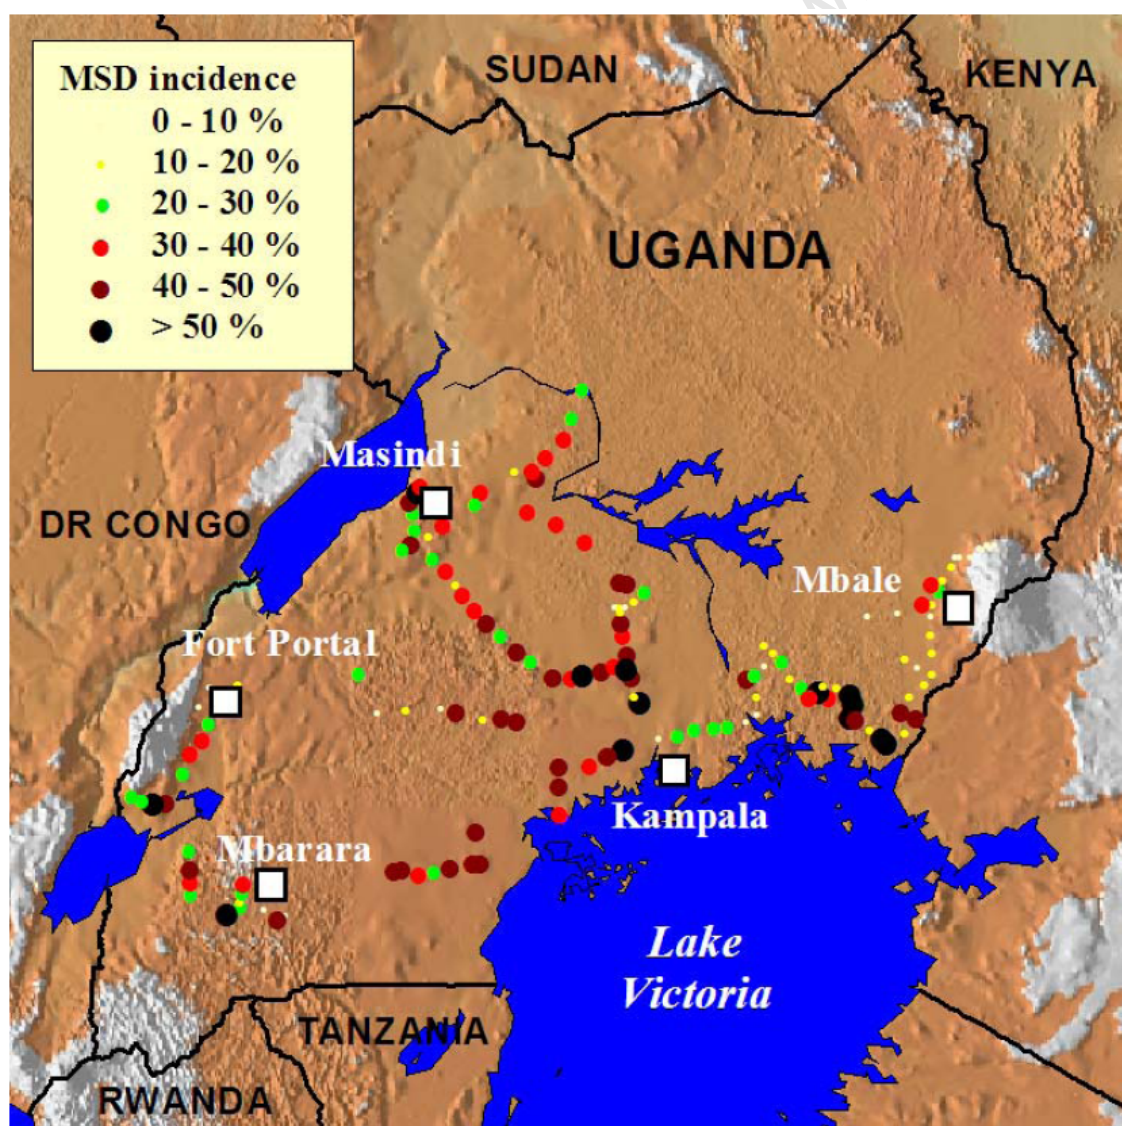 MSD incidence
0 - 10 %
10 - 20 %
20 - 30 %
30 - 40 %
40 - 50 %
> 50 %
SUDAN
KENYA
UGANDA
Masindi
DR CONGO
Mbale
Fort Portal
Kampala
Mbarara
Lake
Victoria
TANZANIA
RWANDA